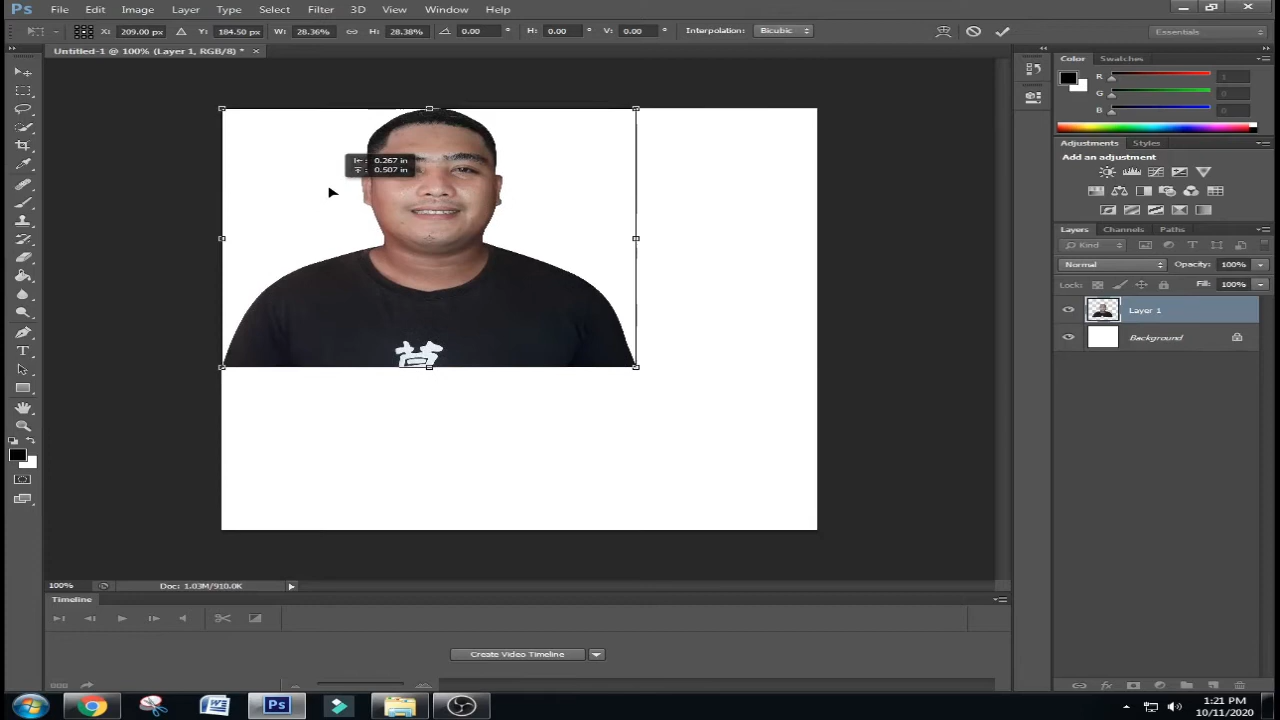 Ps File Edit Image Layer Type Select Filter 3D View Window Help
X: 209.00 px Y: 184.50 px W: 28.36% H: 28.38% 0.00 ° H: 0.00 ° V: 0.00 ° Interpolation: Bicubic Essentials
Untitled-1 @ 100% (Layer 1, RGB/8) * ×
Color Swatches
R
G 0
B 0
Adjustments Styles
Add an adjustment
Layers Channels Paths
Kind
Normal Opacity: 100%
Lock: Fill: 100%
Layer 1
Background
0.267 in
0.507 in
100% Doc: 1.03M/910.0K
Timeline
Create Video Timeline
1:21 PM
10/11/2020